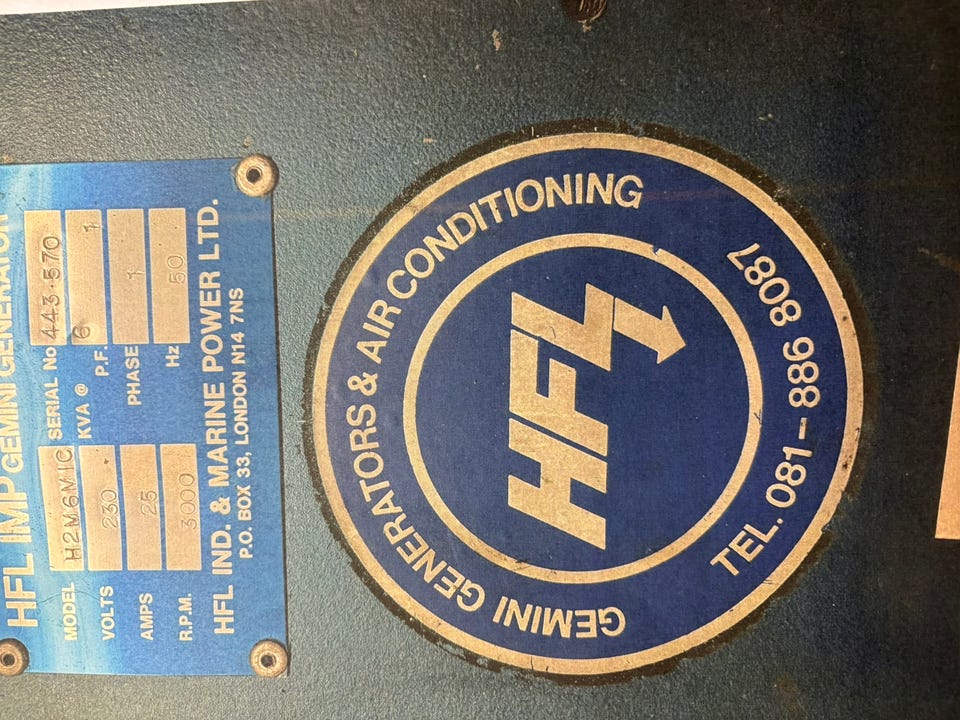 HFL IMP GEMINI GENERATOR
MODEL H2M6M1C SERIAL No 443·570
VOLTS 230 KVA @ 6 P.F. 1
AMPS 25 PHASE 1
R.P.M. 3000 Hz 50
HFL IND. & MARINE POWER LTD.
P.O. BOX 33, LONDON N14 7NS
GEMINI GENERATORS & AIR CONDITIONING
HFL
TEL. 081-886 8087